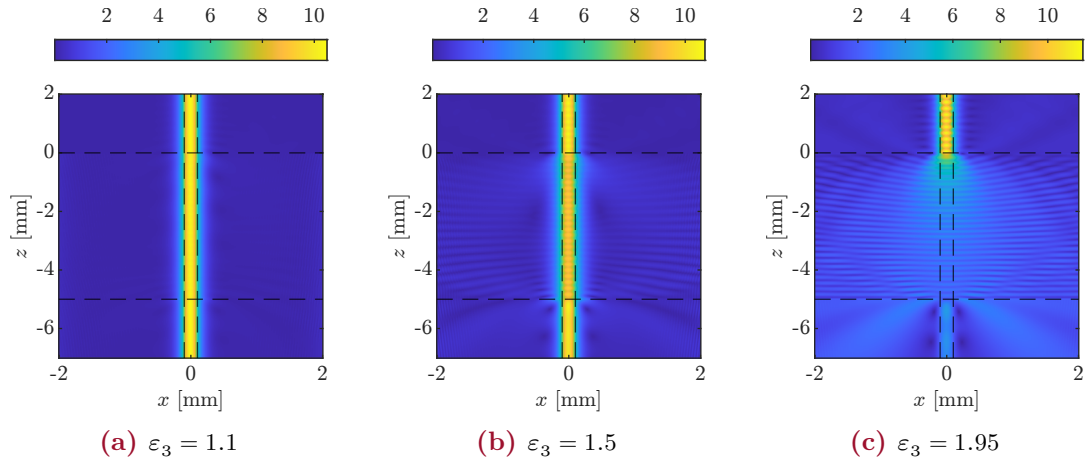 2 4 6 8 10
2 4 6 8 10
2 4 6 8 10
2
0
-2
-4
-6
z [mm]
-2 0 2
x [mm]
2
0
-2
-4
-6
z [mm]
-2 0 2
x [mm]
2
0
-2
-4
-6
z [mm]
-2 0 2
x [mm]
(a) ε₃ = 1.1
(b) ε₃ = 1.5
(c) ε₃ = 1.95